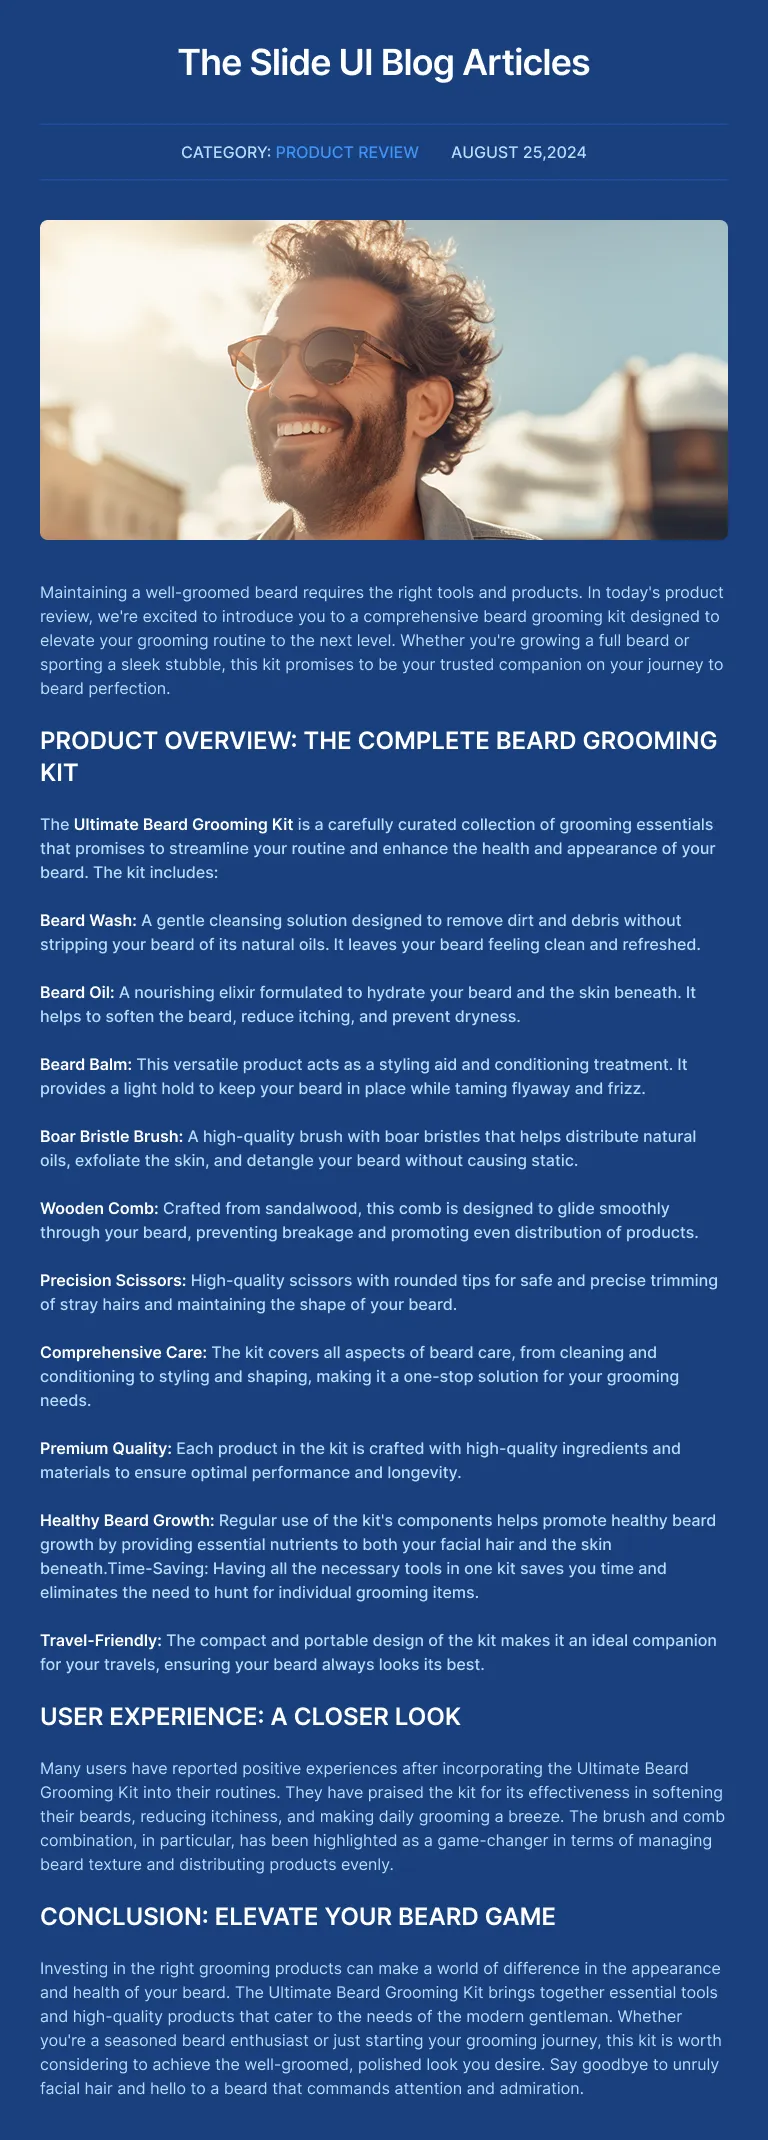 The Slide UI Blog Articles
CATEGORY: PRODUCT REVIEW AUGUST 25,2024
Maintaining a well-groomed beard requires the right tools and products. In today's product
review, we're excited to introduce you to a comprehensive beard grooming kit designed to
elevate your grooming routine to the next level. Whether you're growing a full beard or
sporting a sleek stubble, this kit promises to be your trusted companion on your journey to
beard perfection.
PRODUCT OVERVIEW: THE COMPLETE BEARD GROOMING
KIT
The Ultimate Beard Grooming Kit is a carefully curated collection of grooming essentials
that promises to streamline your routine and enhance the health and appearance of your
beard. The kit includes:
Beard Wash: A gentle cleansing solution designed to remove dirt and debris without
stripping your beard of its natural oils. It leaves your beard feeling clean and refreshed.
Beard Oil: A nourishing elixir formulated to hydrate your beard and the skin beneath. It
helps to soften the beard, reduce itching, and prevent dryness.
Beard Balm: This versatile product acts as a styling aid and conditioning treatment. It
provides a light hold to keep your beard in place while taming flyaway and frizz.
Boar Bristle Brush: A high-quality brush with boar bristles that helps distribute natural
oils, exfoliate the skin, and detangle your beard without causing static.
Wooden Comb: Crafted from sandalwood, this comb is designed to glide smoothly
through your beard, preventing breakage and promoting even distribution of products.
Precision Scissors: High-quality scissors with rounded tips for safe and precise trimming
of stray hairs and maintaining the shape of your beard.
Comprehensive Care: The kit covers all aspects of beard care, from cleaning and
conditioning to styling and shaping, making it a one-stop solution for your grooming
needs.
Premium Quality: Each product in the kit is crafted with high-quality ingredients and
materials to ensure optimal performance and longevity.
Healthy Beard Growth: Regular use of the kit's components helps promote healthy beard
growth by providing essential nutrients to both your facial hair and the skin
beneath.Time-Saving: Having all the necessary tools in one kit saves you time and
eliminates the need to hunt for individual grooming items.
Travel-Friendly: The compact and portable design of the kit makes it an ideal companion
for your travels, ensuring your beard always looks its best.
USER EXPERIENCE: A CLOSER LOOK
Many users have reported positive experiences after incorporating the Ultimate Beard
Grooming Kit into their routines. They have praised the kit for its effectiveness in softening
their beards, reducing itchiness, and making daily grooming a breeze. The brush and comb
combination, in particular, has been highlighted as a game-changer in terms of managing
beard texture and distributing products evenly.
CONCLUSION: ELEVATE YOUR BEARD GAME
Investing in the right grooming products can make a world of difference in the appearance
and health of your beard. The Ultimate Beard Grooming Kit brings together essential tools
and high-quality products that cater to the needs of the modern gentleman. Whether
you're a seasoned beard enthusiast or just starting your grooming journey, this kit is worth
considering to achieve the well-groomed, polished look you desire. Say goodbye to unruly
facial hair and hello to a beard that commands attention and admiration.